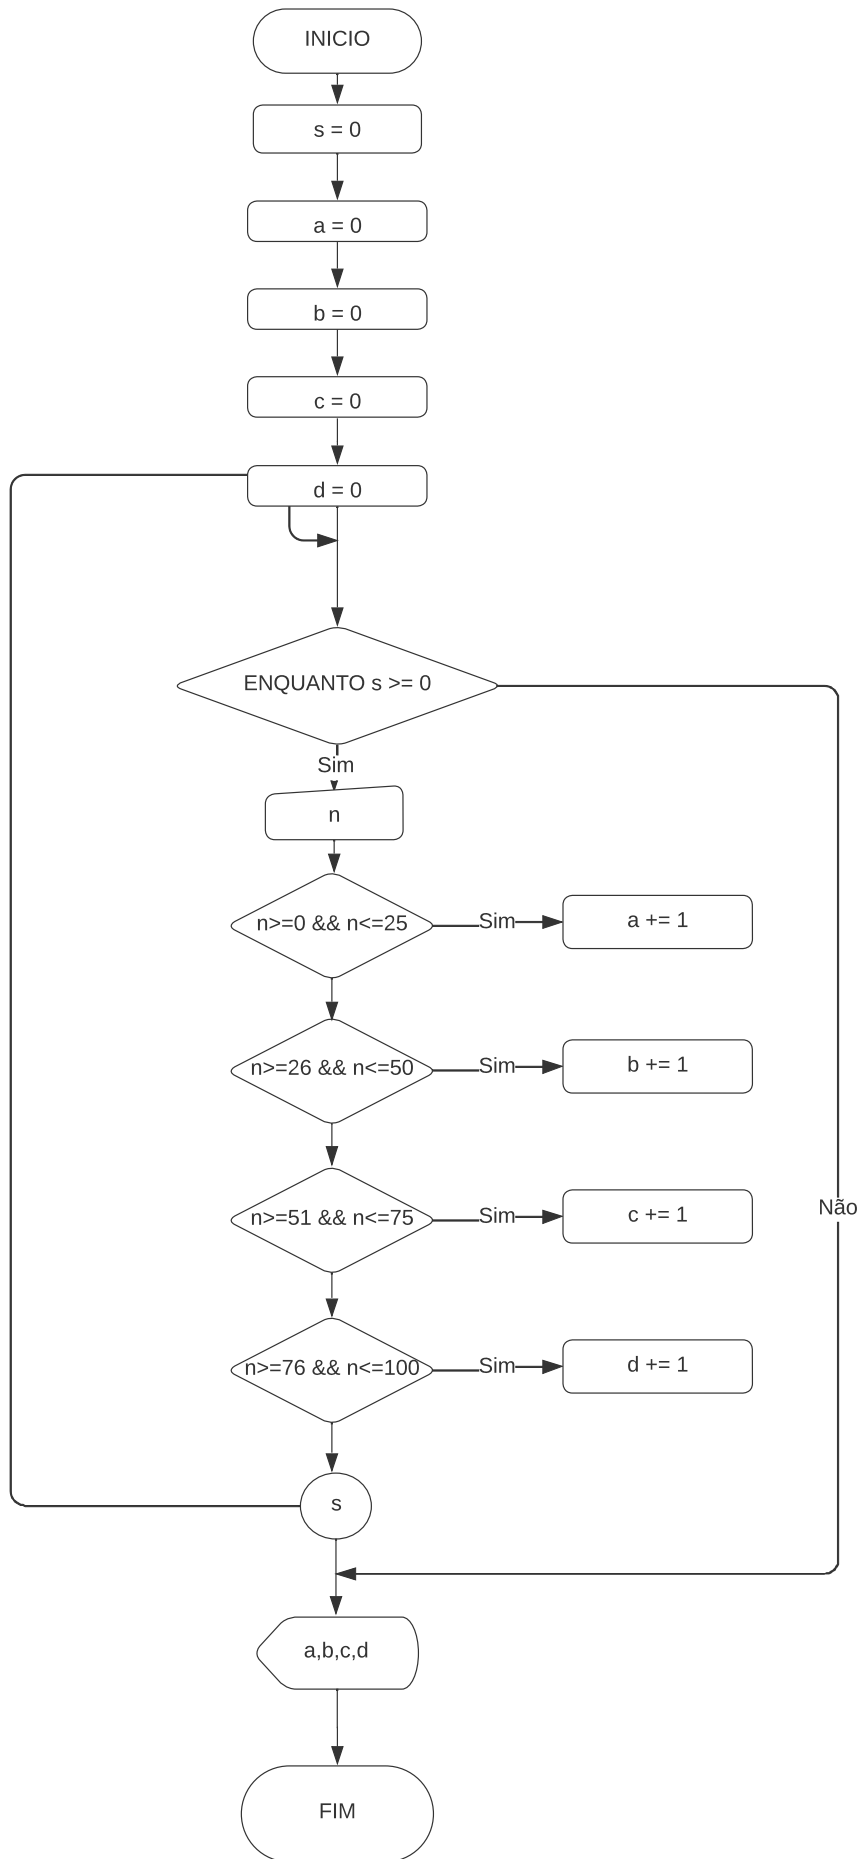 INICIO
s = 0
a = 0
b = 0
c = 0
d = 0
ENQUANTO s >= 0
Sim
n
n>=0 && n<=25
Sim
a += 1
n>=26 && n<=50
Sim
b += 1
n>=51 && n<=75
Sim
c += 1
Não
n>=76 && n<=100
Sim
d += 1
s
a,b,c,d
FIM